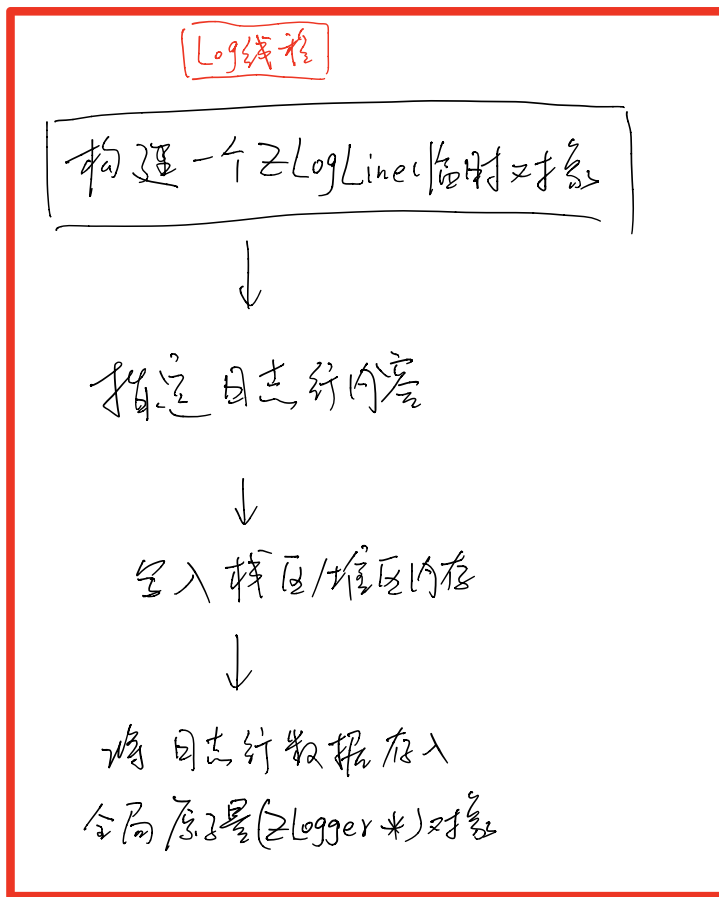 Log线程
构建一个ZLogLine临时对象
指定日志行内容
写入栈区/堆区内存
将日志行数据存入
全局原子量(ZLogger*)对象